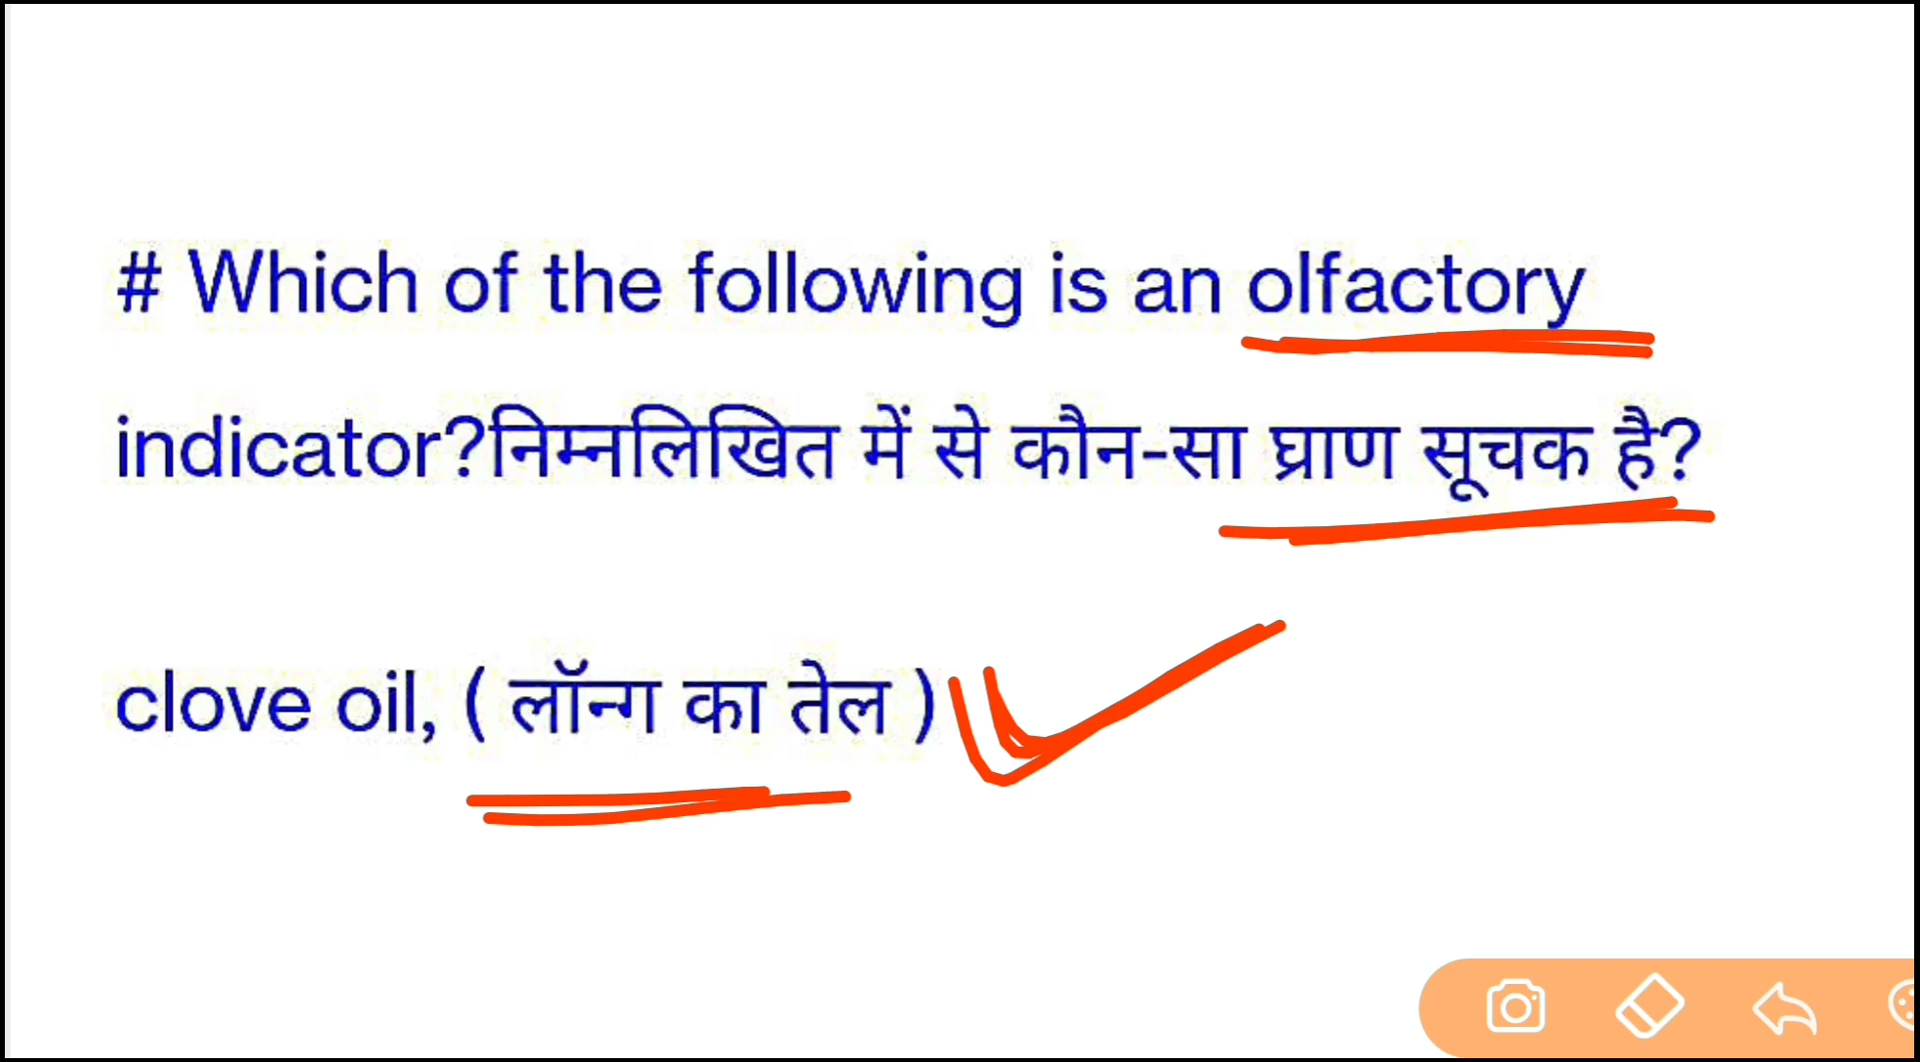 # Which of the following is an olfactory
indicator?निम्नलिखित में से कौन-सा घ्राण सूचक है?
clove oil, ( लॉन्ग का तेल )